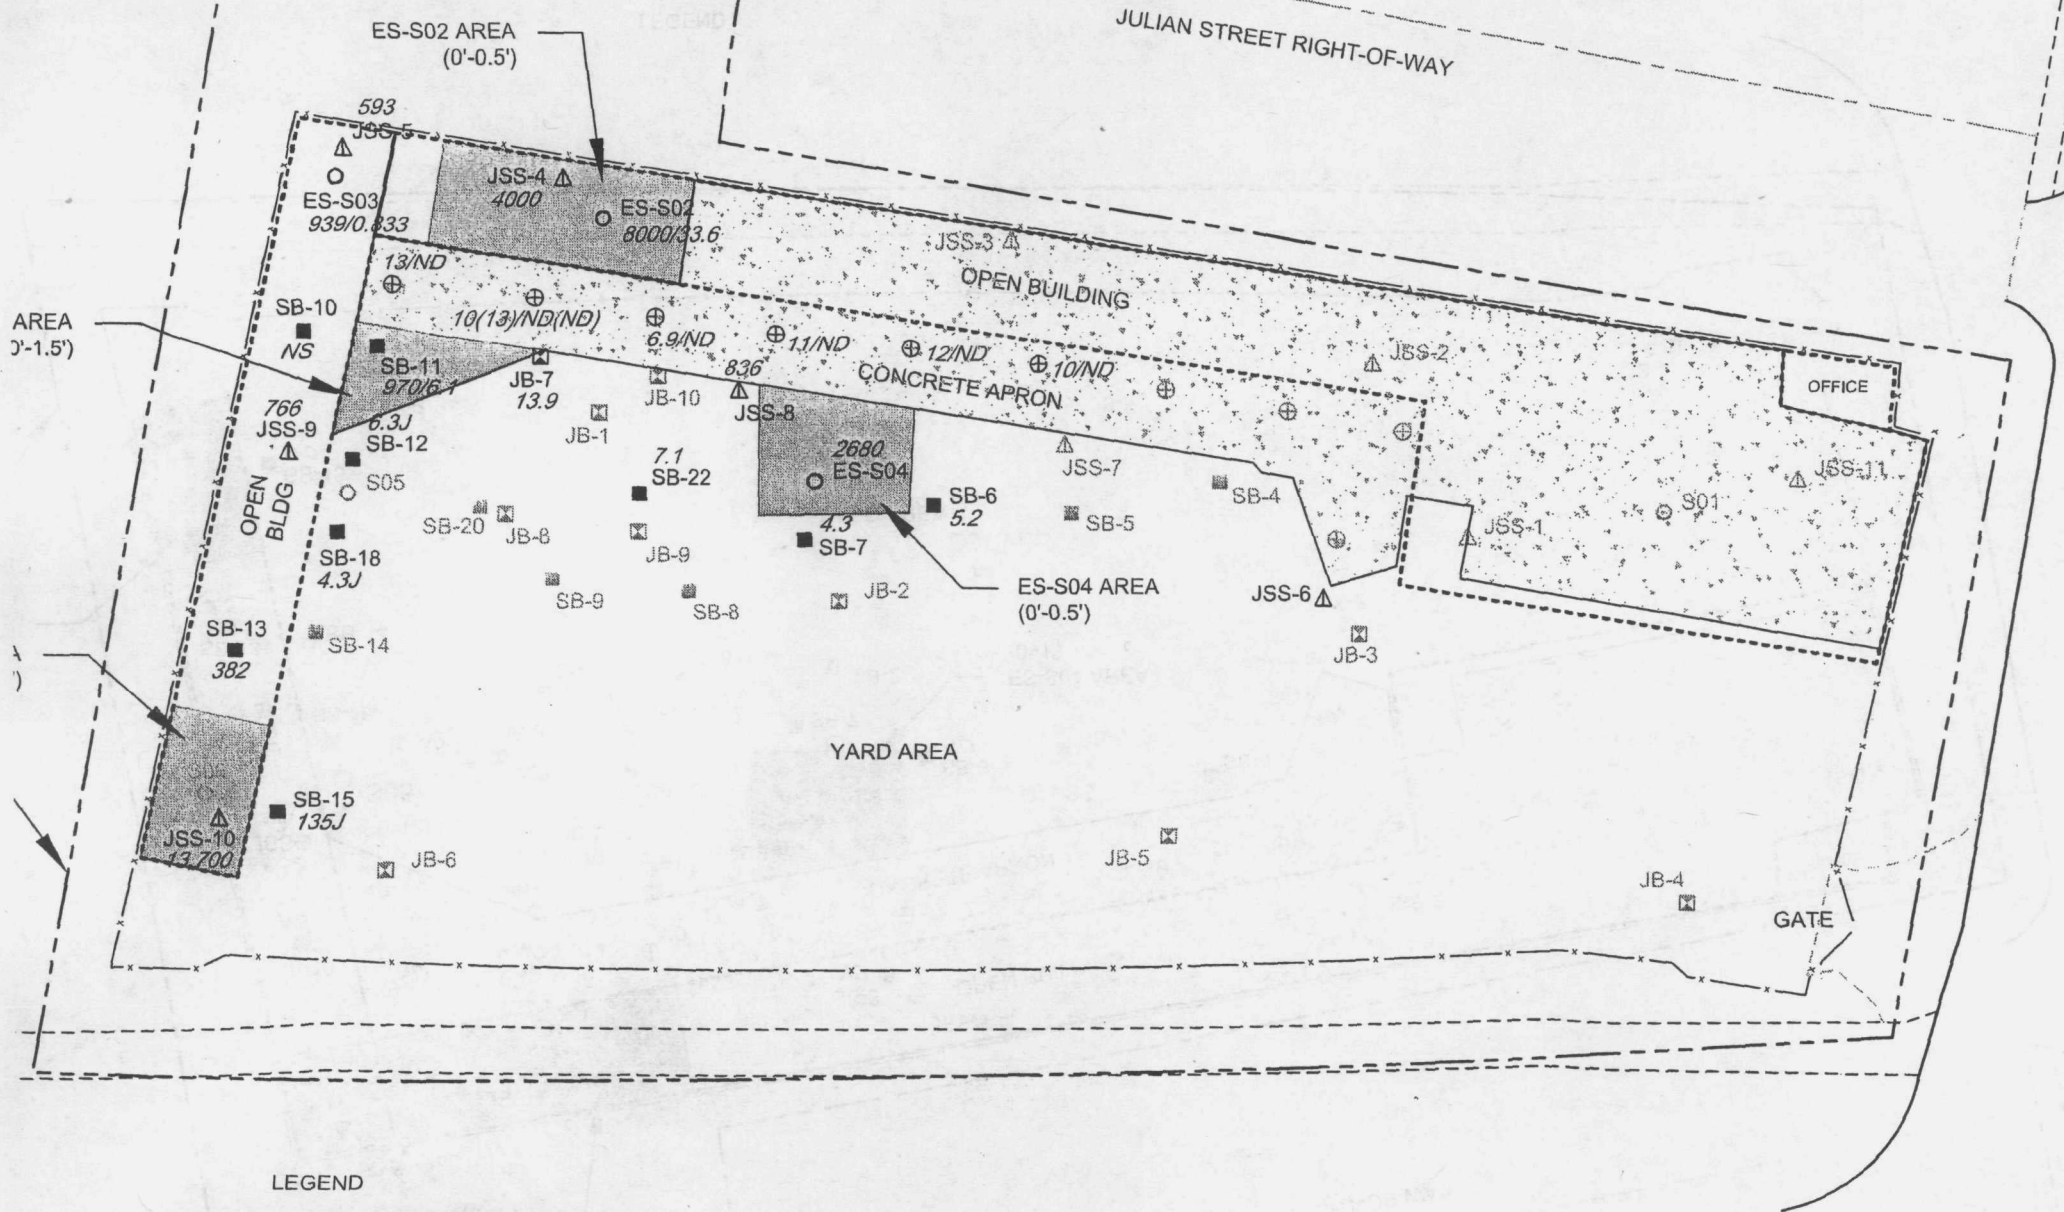 JULIAN STREET RIGHT-OF-WAY
ES-S02 AREA
(0'-0.5')
593
JSS-5
ES-S03
939/0.833
JSS-4
4000
ES-S02
8000/33.6
JSS-3
OPEN BUILDING
13/ND
10(13)/ND(ND)
6.9/ND
11/ND
12/ND
10/ND
CONCRETE APRON
JSS-2
OFFICE
AREA
0'-1.5')
SB-10
NS
SB-11
970/6.1
JB-7
13.9
JB-10
836
JSS-8
JB-1
766
JSS-9
6.3J
SB-12
S05
OPEN
BLDG
7.1
SB-22
2680
ES-S04
JSS-7
SB-6
5.2
SB-4
SB-5
JSS-11
S01
JSS-1
SB-20
JB-8
JB-9
4.3
SB-7
SB-18
4.3J
SB-9
SB-8
JB-2
ES-S04 AREA
(0'-0.5')
JSS-6
JB-3
SB-13
382
SB-14
YARD AREA
S04
JSS-10
13,700
SB-15
135J
JB-6
JB-5
JB-4
GATE
LEGEND